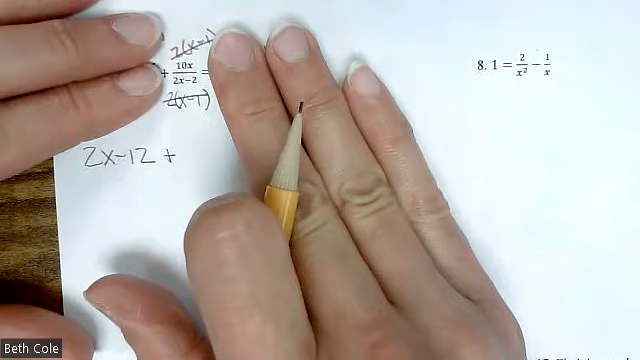 2(x-1)
+ 10x/2x-2 =
2(x-1)
2x-12 +
8. 1 = 2/x² − 1/x
Beth Cole